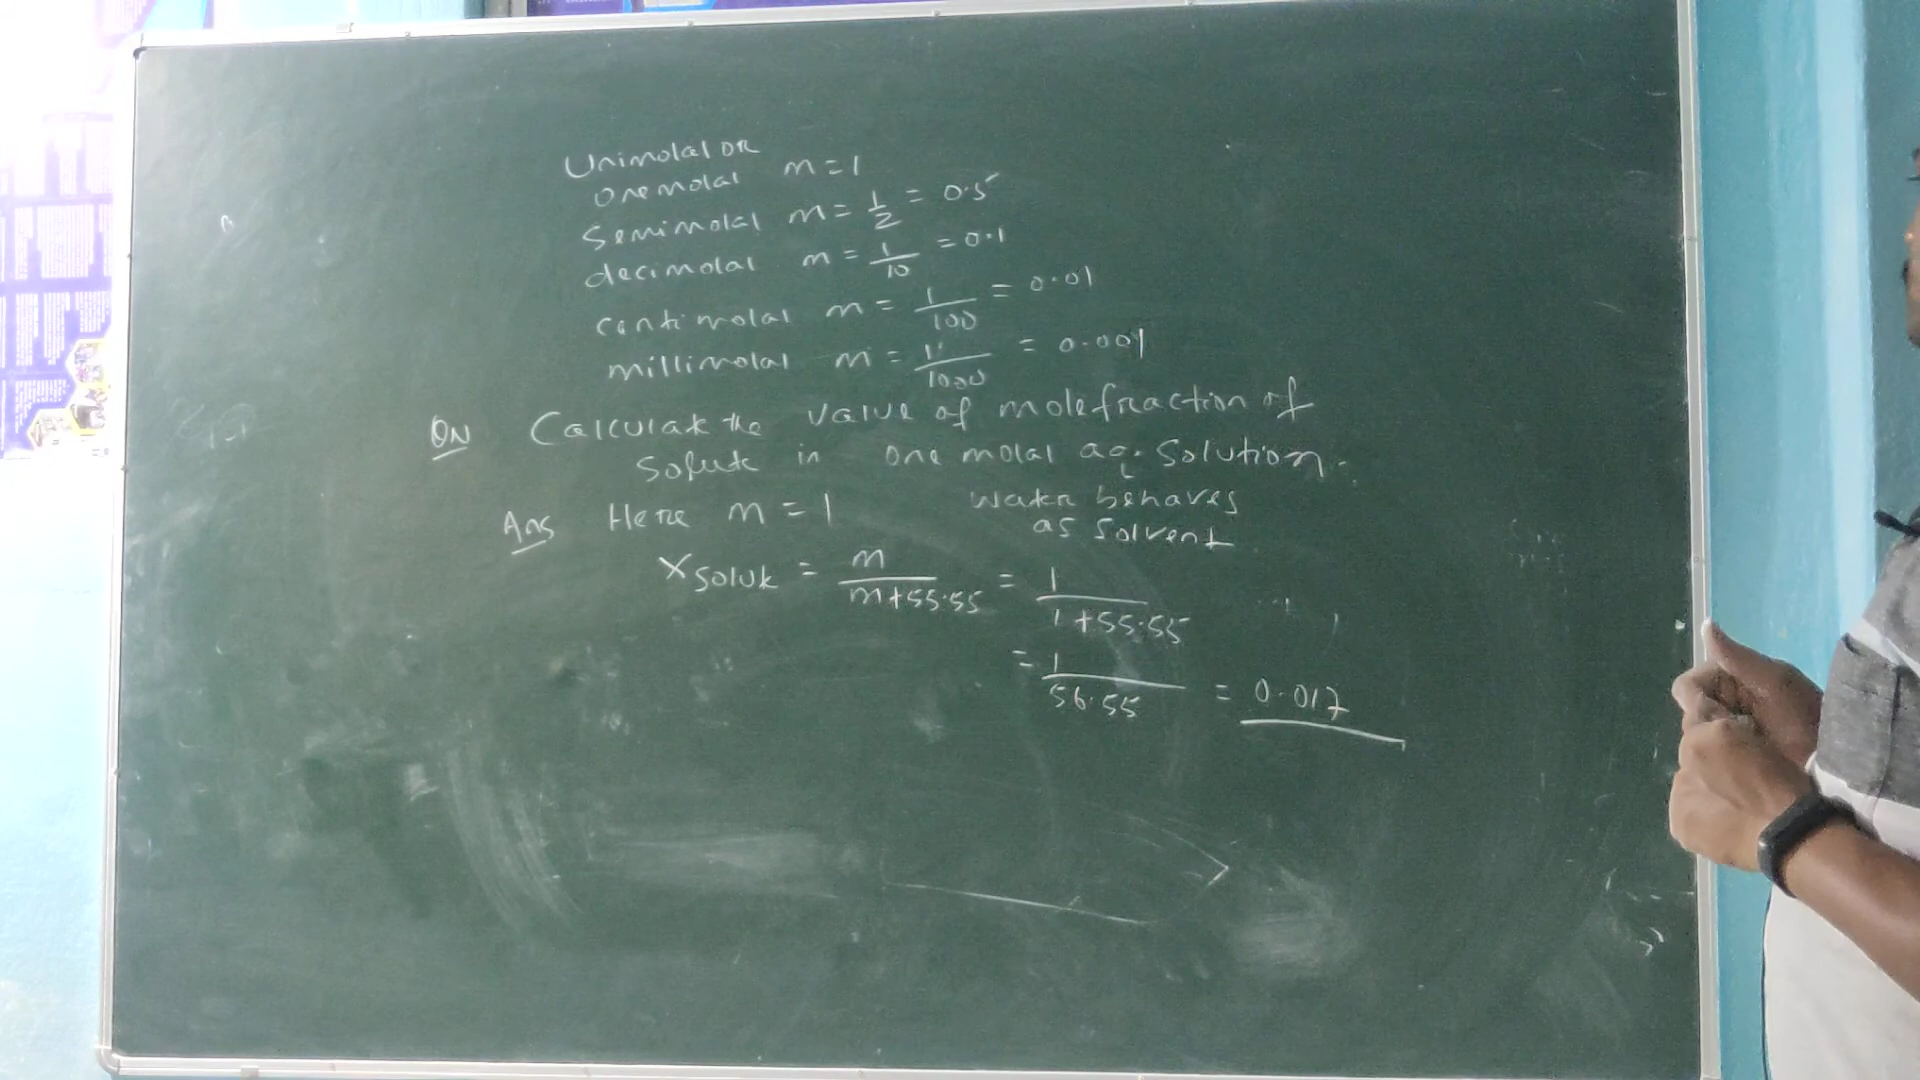 Unimolal OR
one molal m = 1
Semimolal m = 1/2 = 0.5
decimolal m = 1/10 = 0.1
centimolal m = 1/100 = 0.01
millimolal m = 1/1000 = 0.001
QN Calculate the value of molefraction of
solute in one molal aq. solution.
Ans Here m = 1 water behaves
as solvent
X solute = m/m+55.55 = 1/1+55.55
= 1/56.55 = 0.017